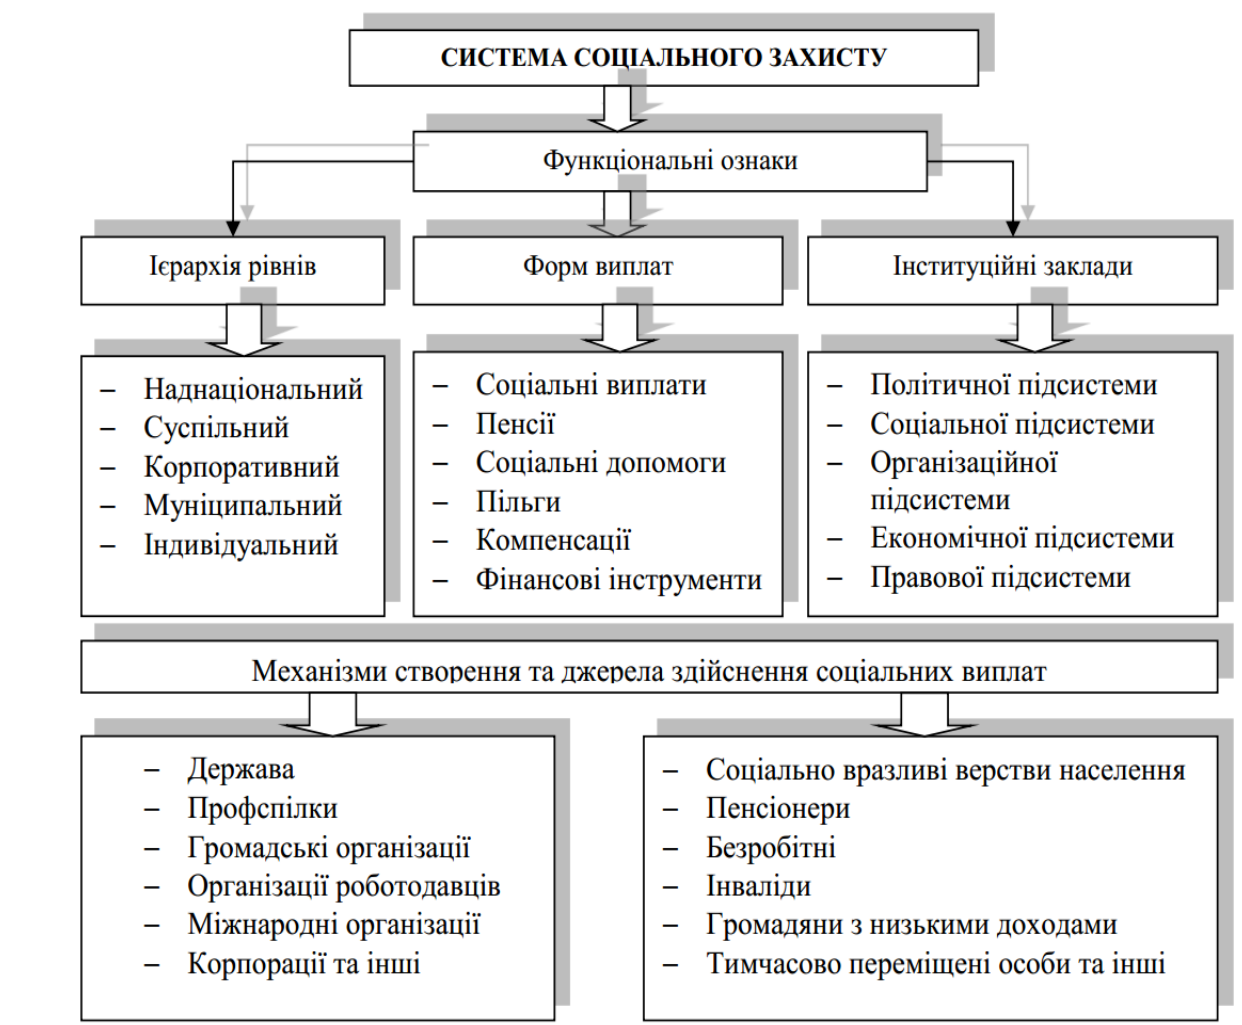 СИСТЕМА СОЦІАЛЬНОГО ЗАХИСТУ
Функціональні ознаки
Ієрархія рівнів
Форм виплат
Інституційні заклади
– Наднаціональний
– Суспільний
– Корпоративний
– Муніципальний
– Індивідуальний
– Соціальні виплати
– Пенсії
– Соціальні допомоги
– Пільги
– Компенсації
– Фінансові інструменти
– Політичної підсистеми
– Соціальної підсистеми
– Організаційної
підсистеми
– Економічної підсистеми
– Правової підсистеми
Механізми створення та джерела здійснення соціальних виплат
– Держава
– Профспілки
– Громадські організації
– Організації роботодавців
– Міжнародні організації
– Корпорації та інші
– Соціально вразливі верстви населення
– Пенсіонери
– Безробітні
– Інваліди
– Громадяни з низькими доходами
– Тимчасово переміщені особи та інші